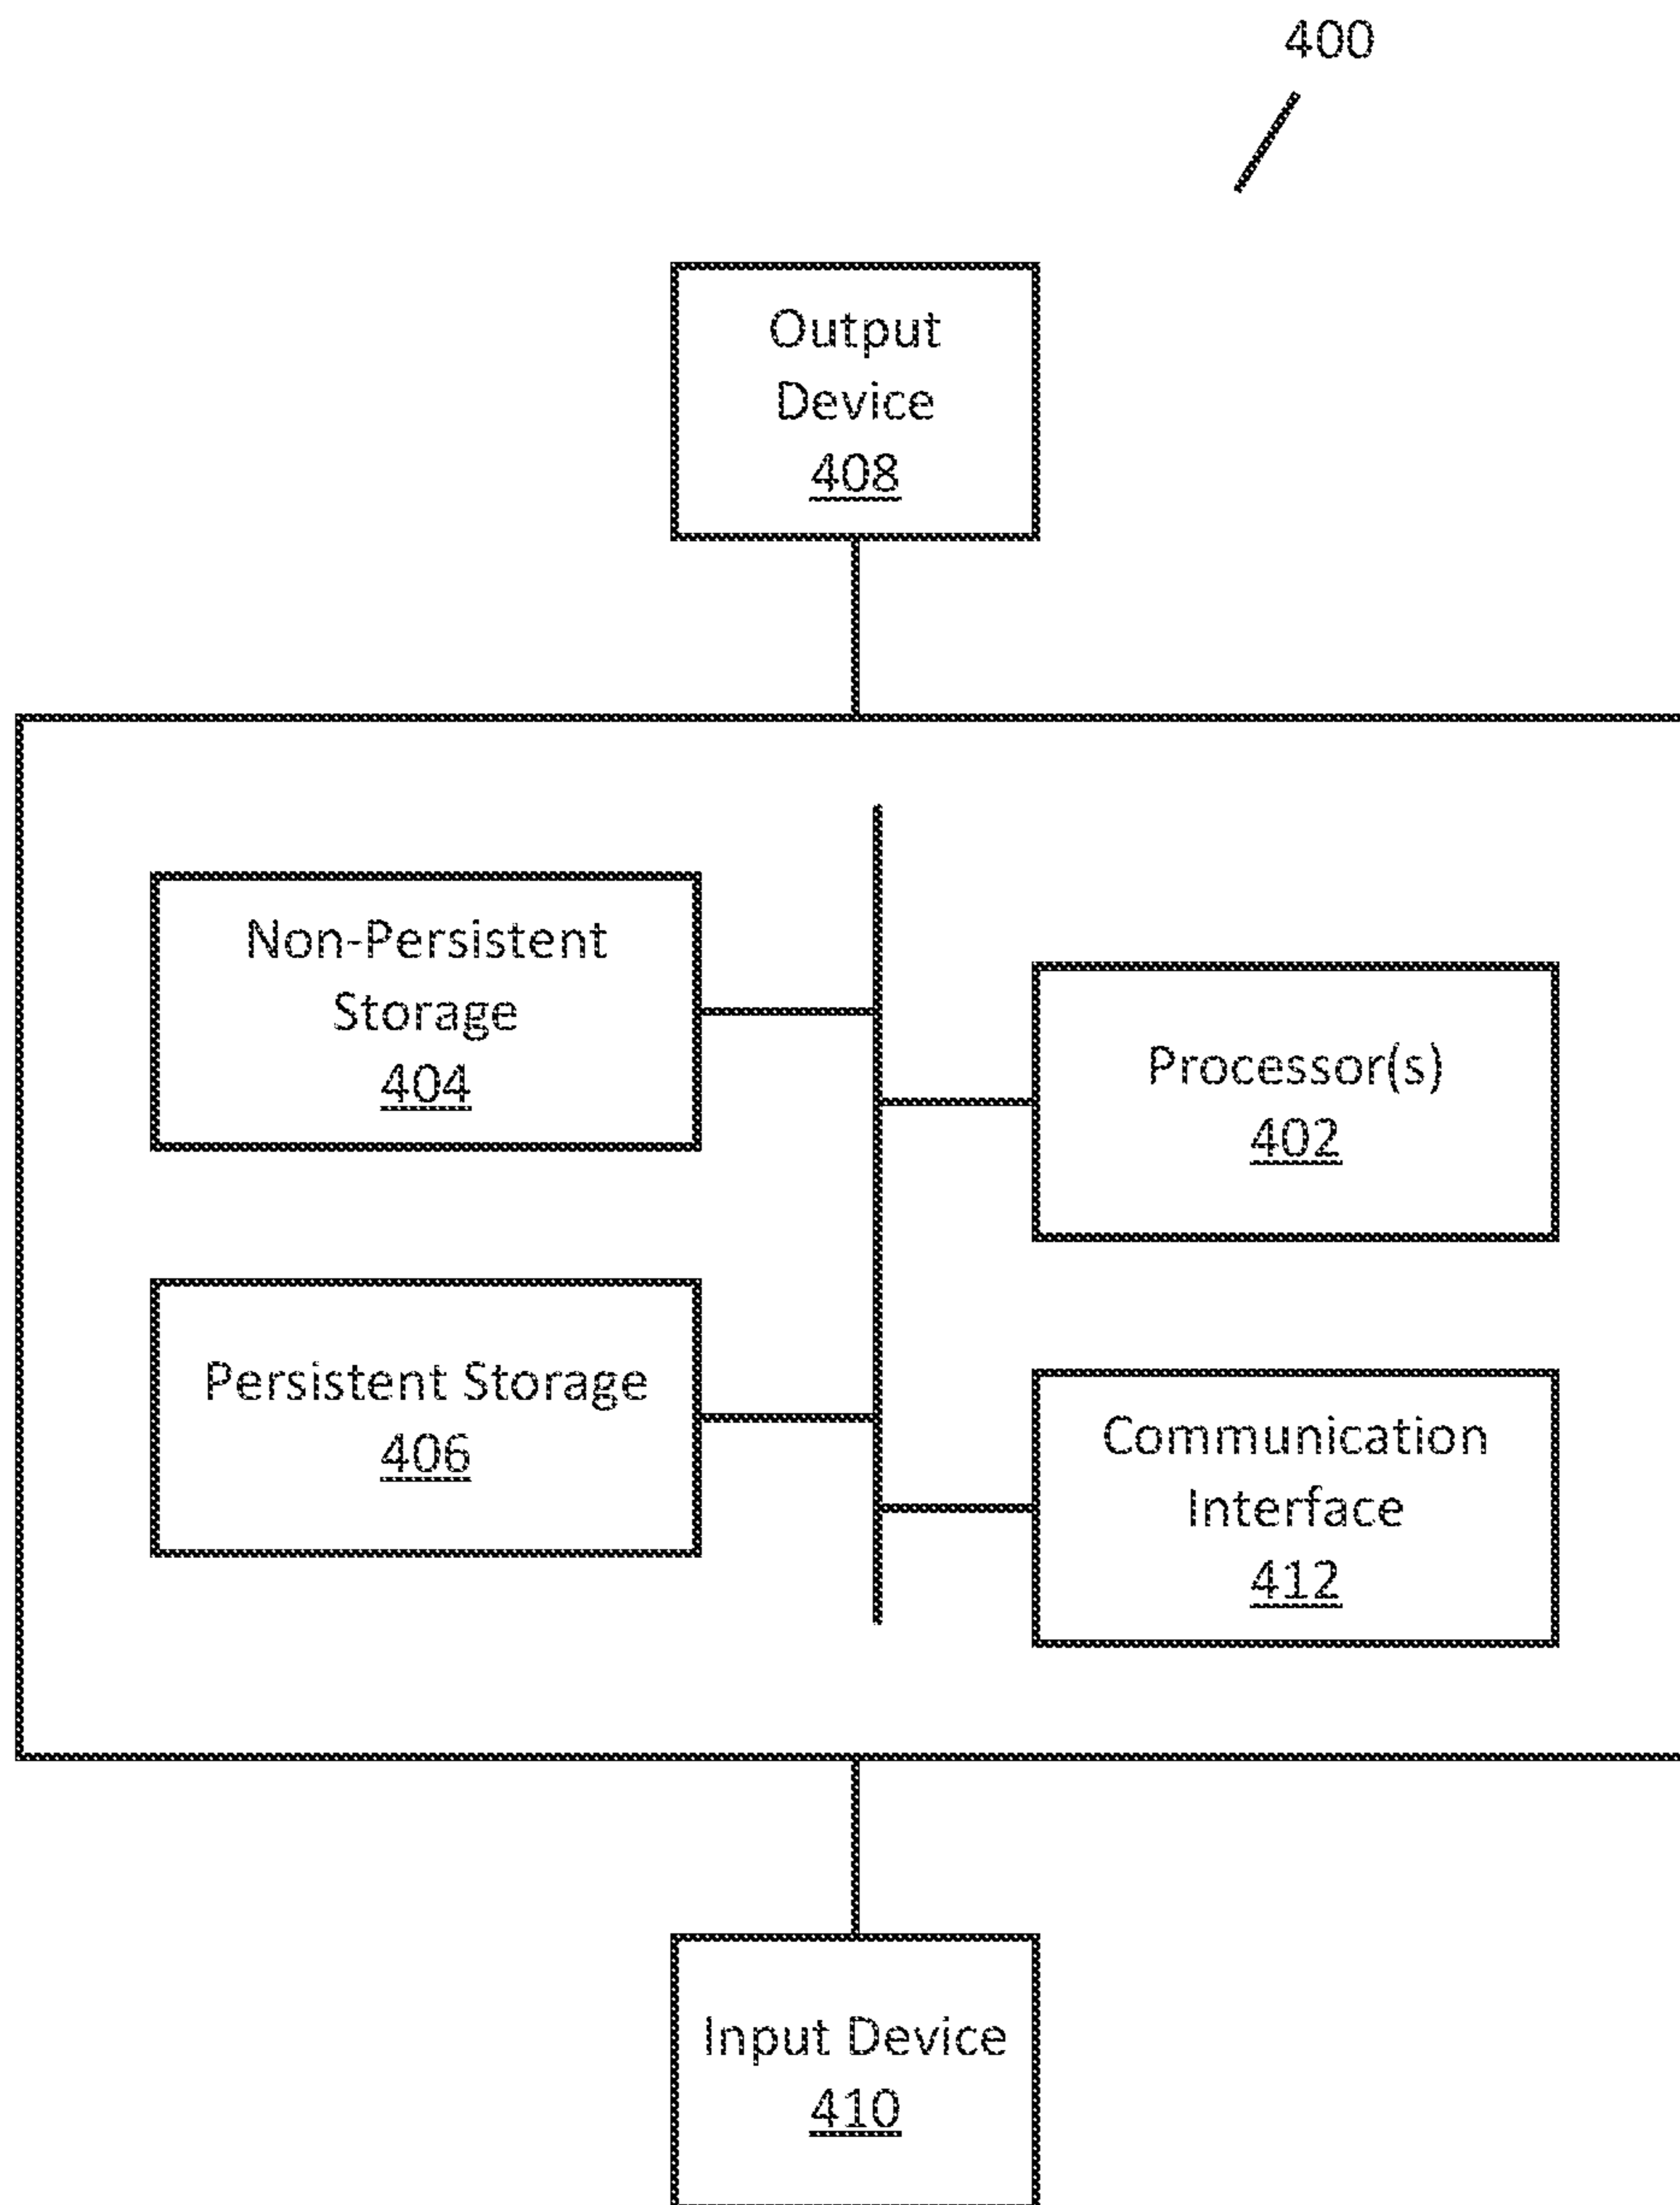 400
Output
Device
408
Non-Persistent
Storage
404
Processor(s)
402
Persistent Storage
406
Communication
Interface
412
Input Device
410